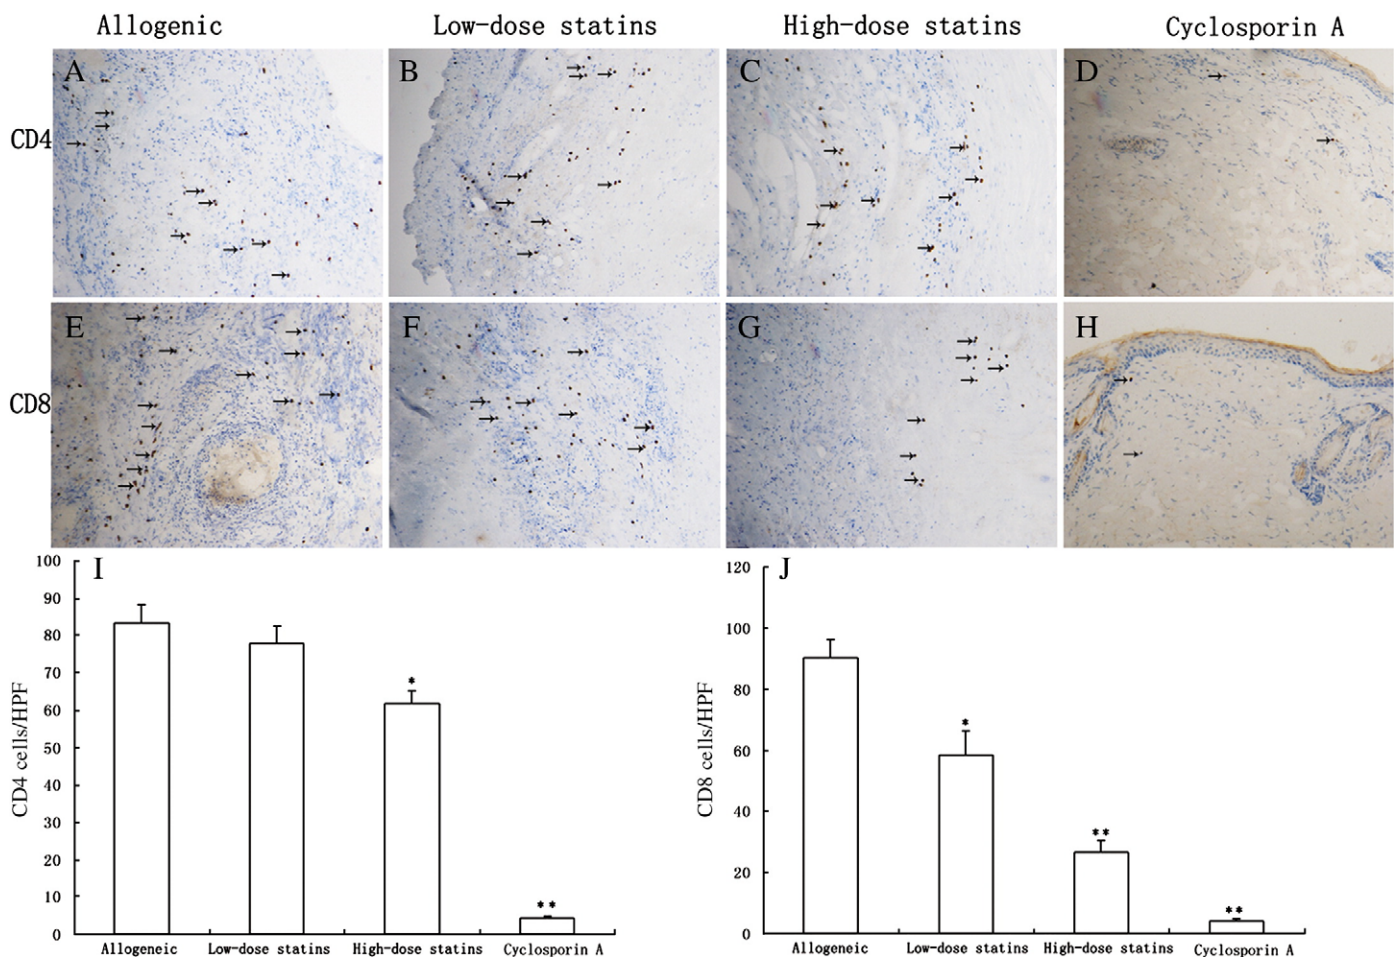 Allogenic Low-dose statins High-dose statins Cyclosporin A
A B C D
CD4
E F G H
CD8
I
100
90
80
70
60
50
40
30
20
10
0
CD4 cells/HPF
*
**
Allogeneic Low-dose statins High-dose statins Cyclosporin A
J
120
100
80
60
40
20
0
CD8 cells/HPF
*
**
**
Allogeneic Low-dose statins High-dose statins Cyclosporin A